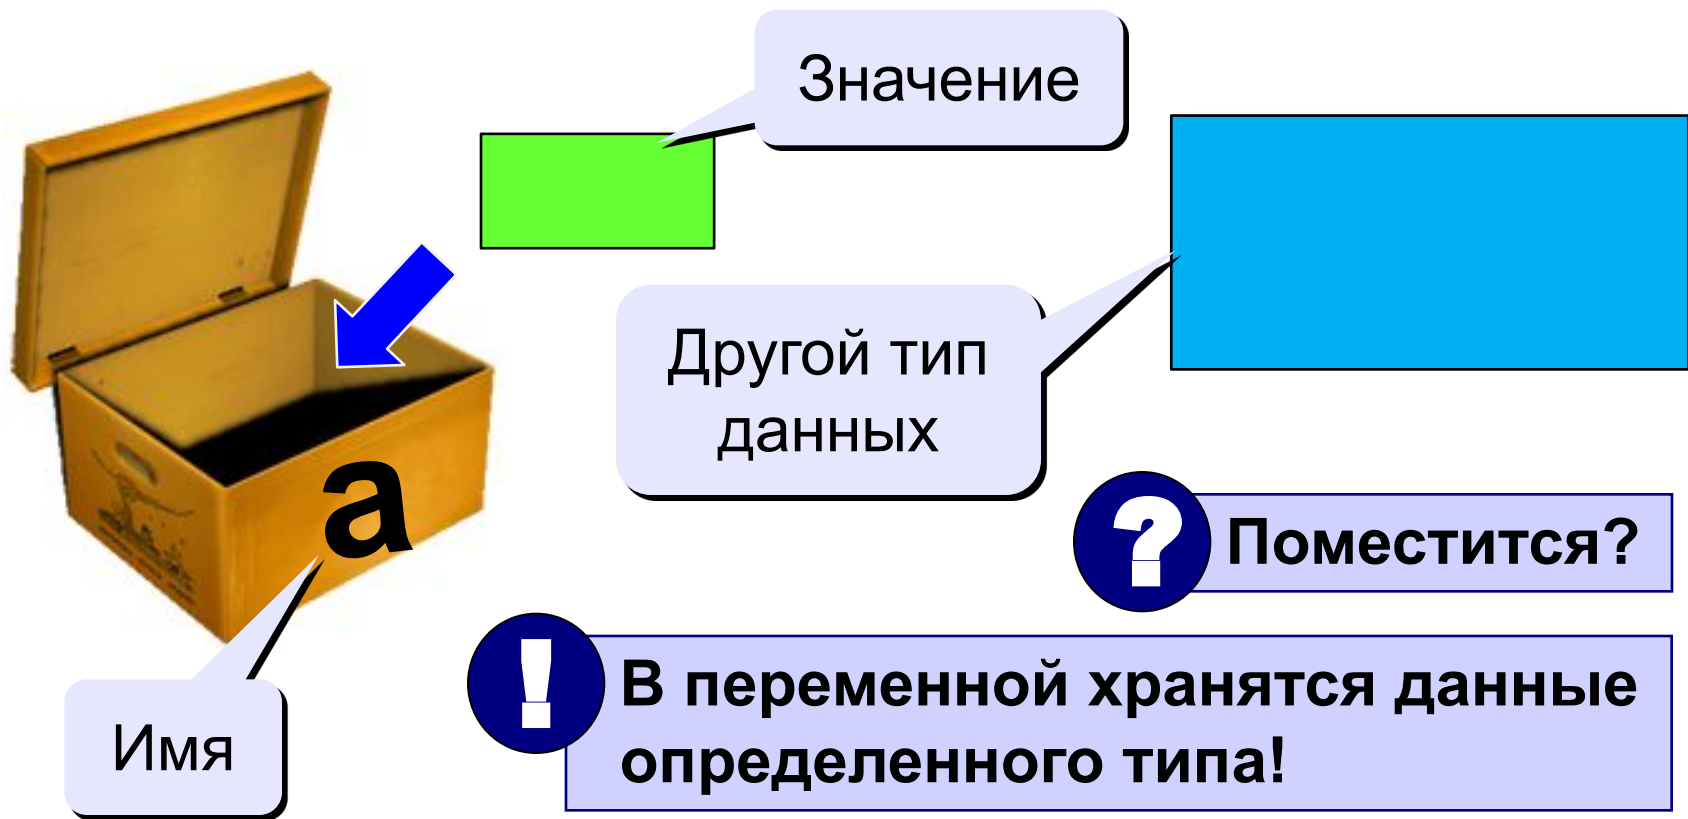 Значение
Другой тип
данных
a
? Поместится?
! В переменной хранятся данные
определенного типа!
Имя